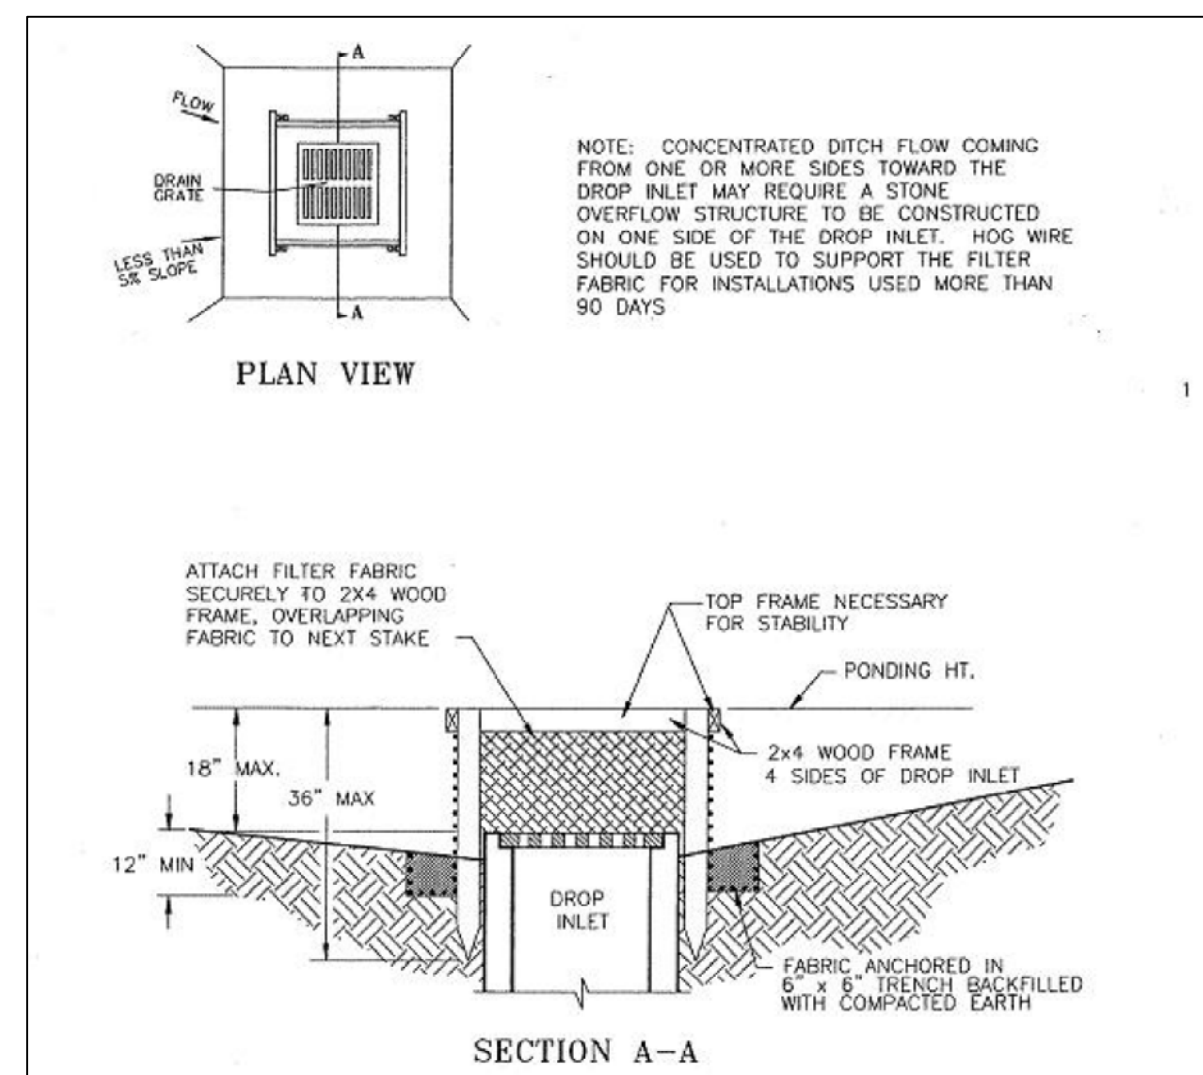 A
FLOW
DRAIN
GRATE
LESS THAN
5% SLOPE
A
PLAN VIEW
NOTE: CONCENTRATED DITCH FLOW COMING
FROM ONE OR MORE SIDES TOWARD THE
DROP INLET MAY REQUIRE A STONE
OVERFLOW STRUCTURE TO BE CONSTRUCTED
ON ONE SIDE OF THE DROP INLET. HOG WIRE
SHOULD BE USED TO SUPPORT THE FILTER
FABRIC FOR INSTALLATIONS USED MORE THAN
90 DAYS
1
ATTACH FILTER FABRIC
SECURELY TO 2X4 WOOD
FRAME, OVERLAPPING
FABRIC TO NEXT STAKE
TOP FRAME NECESSARY
FOR STABILITY
PONDING HT.
2x4 WOOD FRAME
4 SIDES OF DROP INLET
18" MAX.
36" MAX
12" MIN
DROP
INLET
FABRIC ANCHORED IN
6" x 6" TRENCH BACKFILLED
WITH COMPACTED EARTH
SECTION A-A